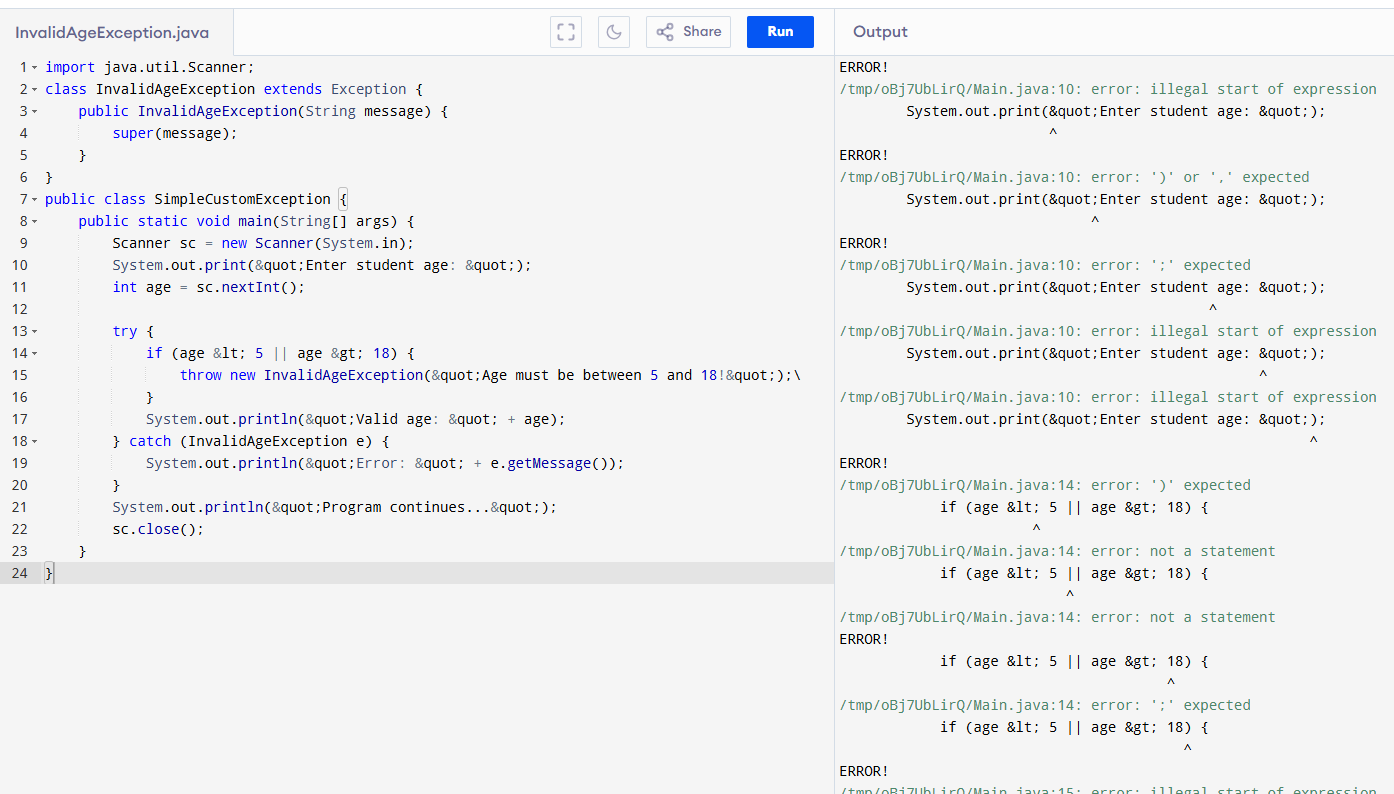 InvalidAgeException.java
Share
Run
Output
1 import java.util.Scanner;
2 class InvalidAgeException extends Exception {
3     public InvalidAgeException(String message) {
4         super(message);
5     }
6 }
7 public class SimpleCustomException {
8     public static void main(String[] args) {
9         Scanner sc = new Scanner(System.in);
10         System.out.print(&quot;Enter student age: &quot;);
11         int age = sc.nextInt();
12
13         try {
14             if (age &lt; 5 || age &gt; 18) {
15                 throw new InvalidAgeException(&quot;Age must be between 5 and 18!&quot;);\
16             }
17             System.out.println(&quot;Valid age: &quot; + age);
18         } catch (InvalidAgeException e) {
19             System.out.println(&quot;Error: &quot; + e.getMessage());
20         }
21         System.out.println(&quot;Program continues...&quot;);
22         sc.close();
23     }
24 }
ERROR!
/tmp/oBj7UbLirQ/Main.java:10: error: illegal start of expression
        System.out.print(&quot;Enter student age: &quot;);
                         ^
ERROR!
/tmp/oBj7UbLirQ/Main.java:10: error: ')' or ',' expected
        System.out.print(&quot;Enter student age: &quot;);
                              ^
ERROR!
/tmp/oBj7UbLirQ/Main.java:10: error: ';' expected
        System.out.print(&quot;Enter student age: &quot;);
                                            ^
/tmp/oBj7UbLirQ/Main.java:10: error: illegal start of expression
        System.out.print(&quot;Enter student age: &quot;);
                                                  ^
/tmp/oBj7UbLirQ/Main.java:10: error: illegal start of expression
        System.out.print(&quot;Enter student age: &quot;);
                                                        ^
ERROR!
/tmp/oBj7UbLirQ/Main.java:14: error: ')' expected
            if (age &lt; 5 || age &gt; 18) {
                       ^
/tmp/oBj7UbLirQ/Main.java:14: error: not a statement
            if (age &lt; 5 || age &gt; 18) {
                           ^
/tmp/oBj7UbLirQ/Main.java:14: error: not a statement
ERROR!
            if (age &lt; 5 || age &gt; 18) {
                                       ^
/tmp/oBj7UbLirQ/Main.java:14: error: ';' expected
            if (age &lt; 5 || age &gt; 18) {
                                         ^
ERROR!
/tmp/oBj7UbLirQ/Main.java:15: error: illegal start of expression